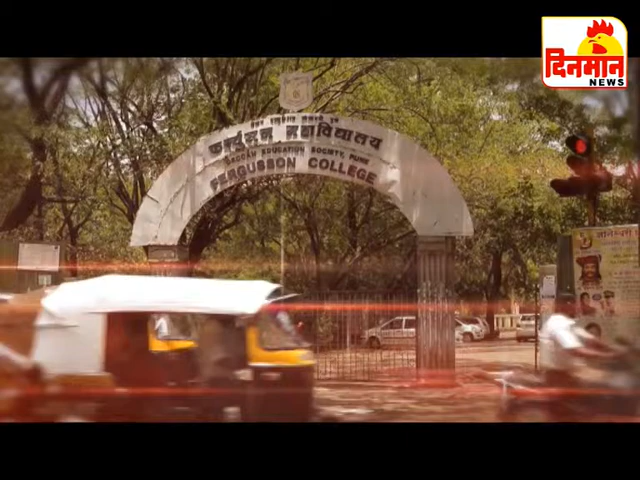 दिनमान
NEWS
फर्ग्युसन महाविद्यालय
DECCAN EDUCATION SOCIETY, PUNE
FERGUSSON COLLEGE